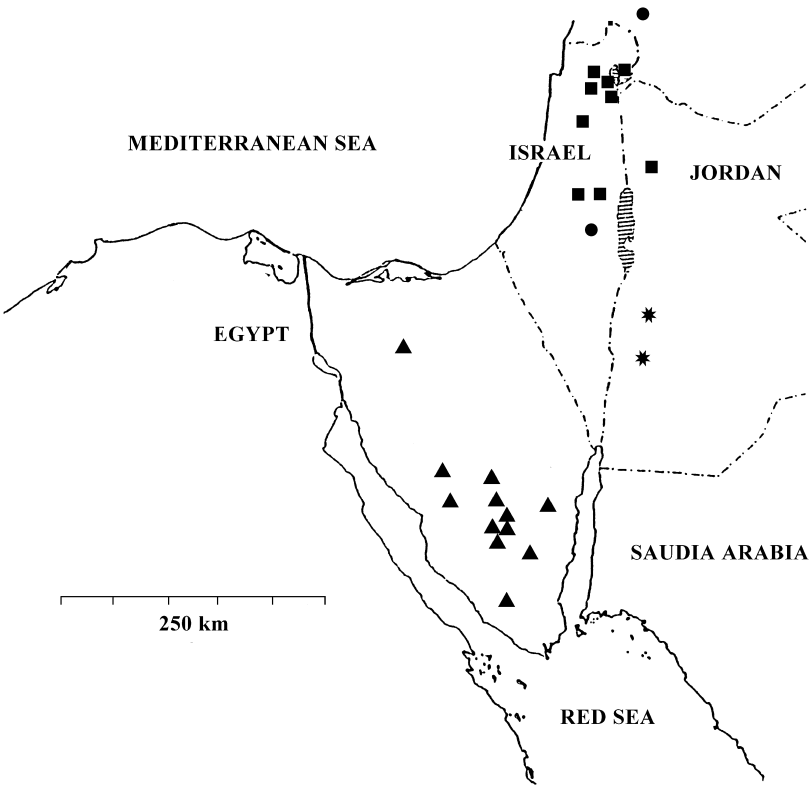 MEDITERRANEAN SEA
ISRAEL
JORDAN
EGYPT
SAUDIA ARABIA
250 km
RED SEA